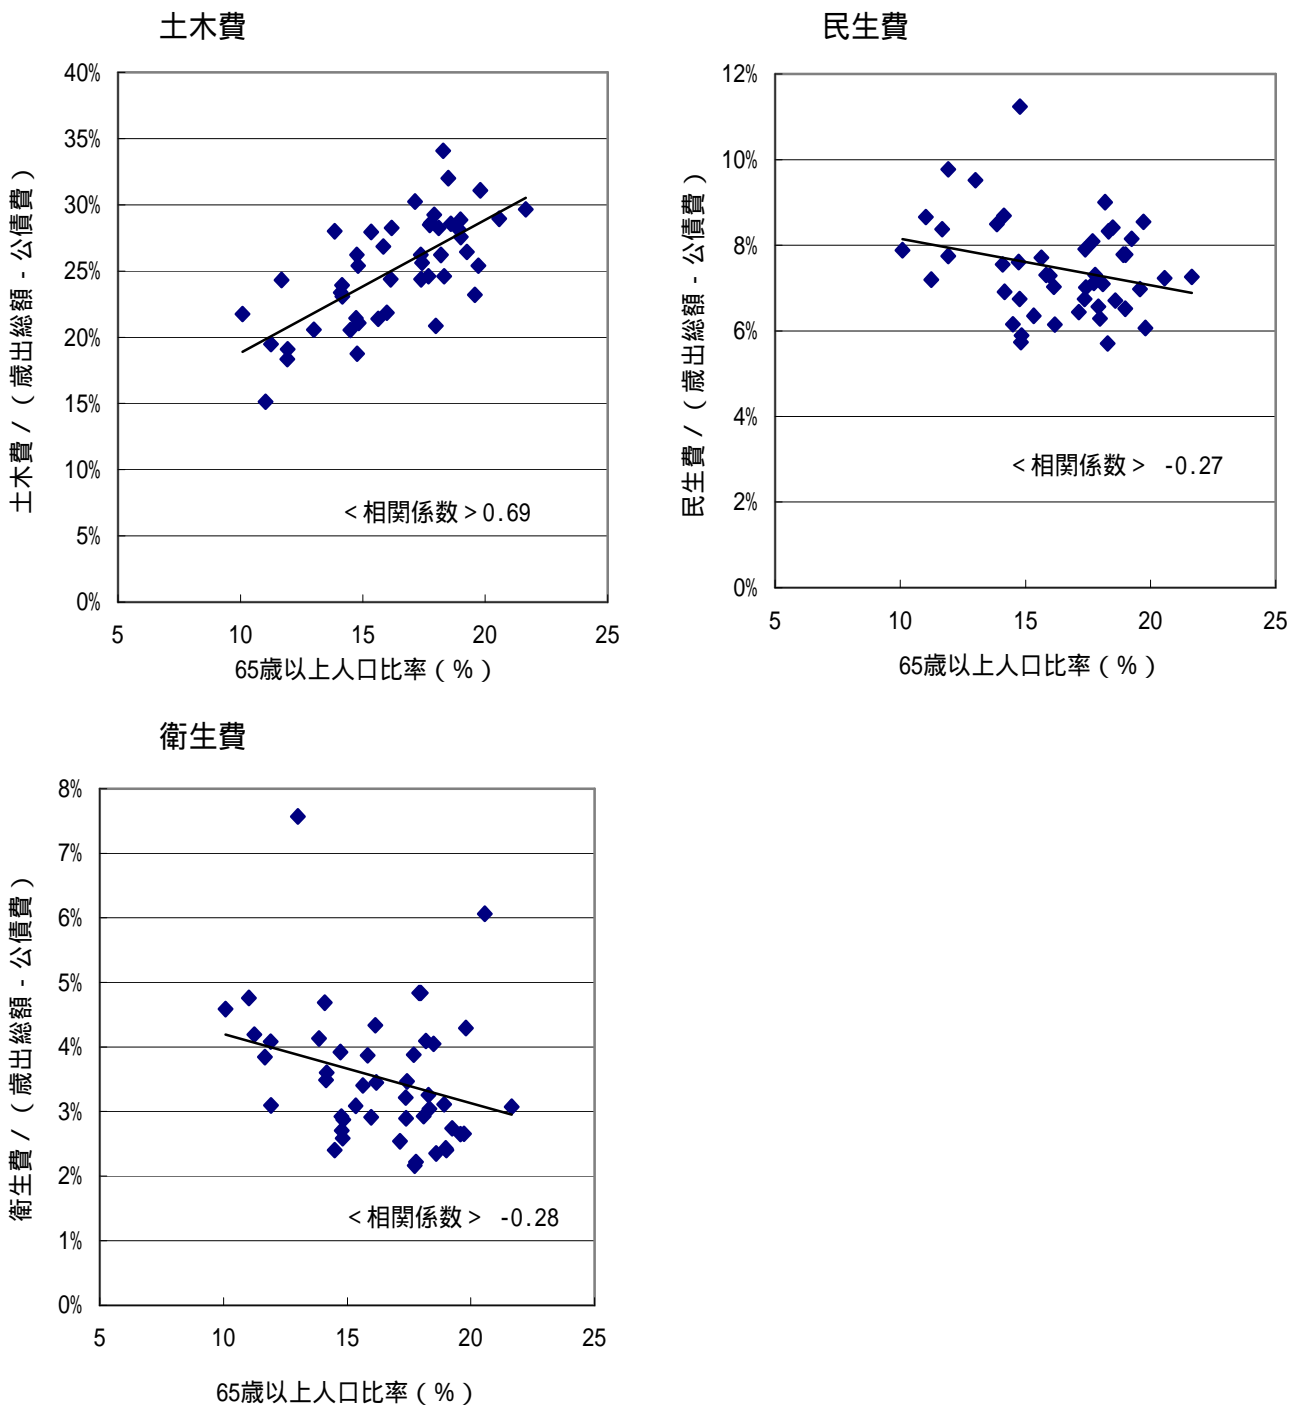 土木費
40%
35%
30%
25%
20%
15%
10%
5%
0%
5 10 15 20 25
土木費 / ( 歳出総額 - 公債費 )
65歳以上人口比率 ( % )
<相関係数>0.69
民生費
12%
10%
8%
6%
4%
2%
0%
5 10 15 20 25
民生費 / ( 歳出総額 - 公債費 )
65歳以上人口比率 ( % )
<相関係数> -0.27
衛生費
8%
7%
6%
5%
4%
3%
2%
1%
0%
5 10 15 20 25
衛生費 / ( 歳出総額 - 公債費 )
65歳以上人口比率 ( % )
<相関係数> -0.28